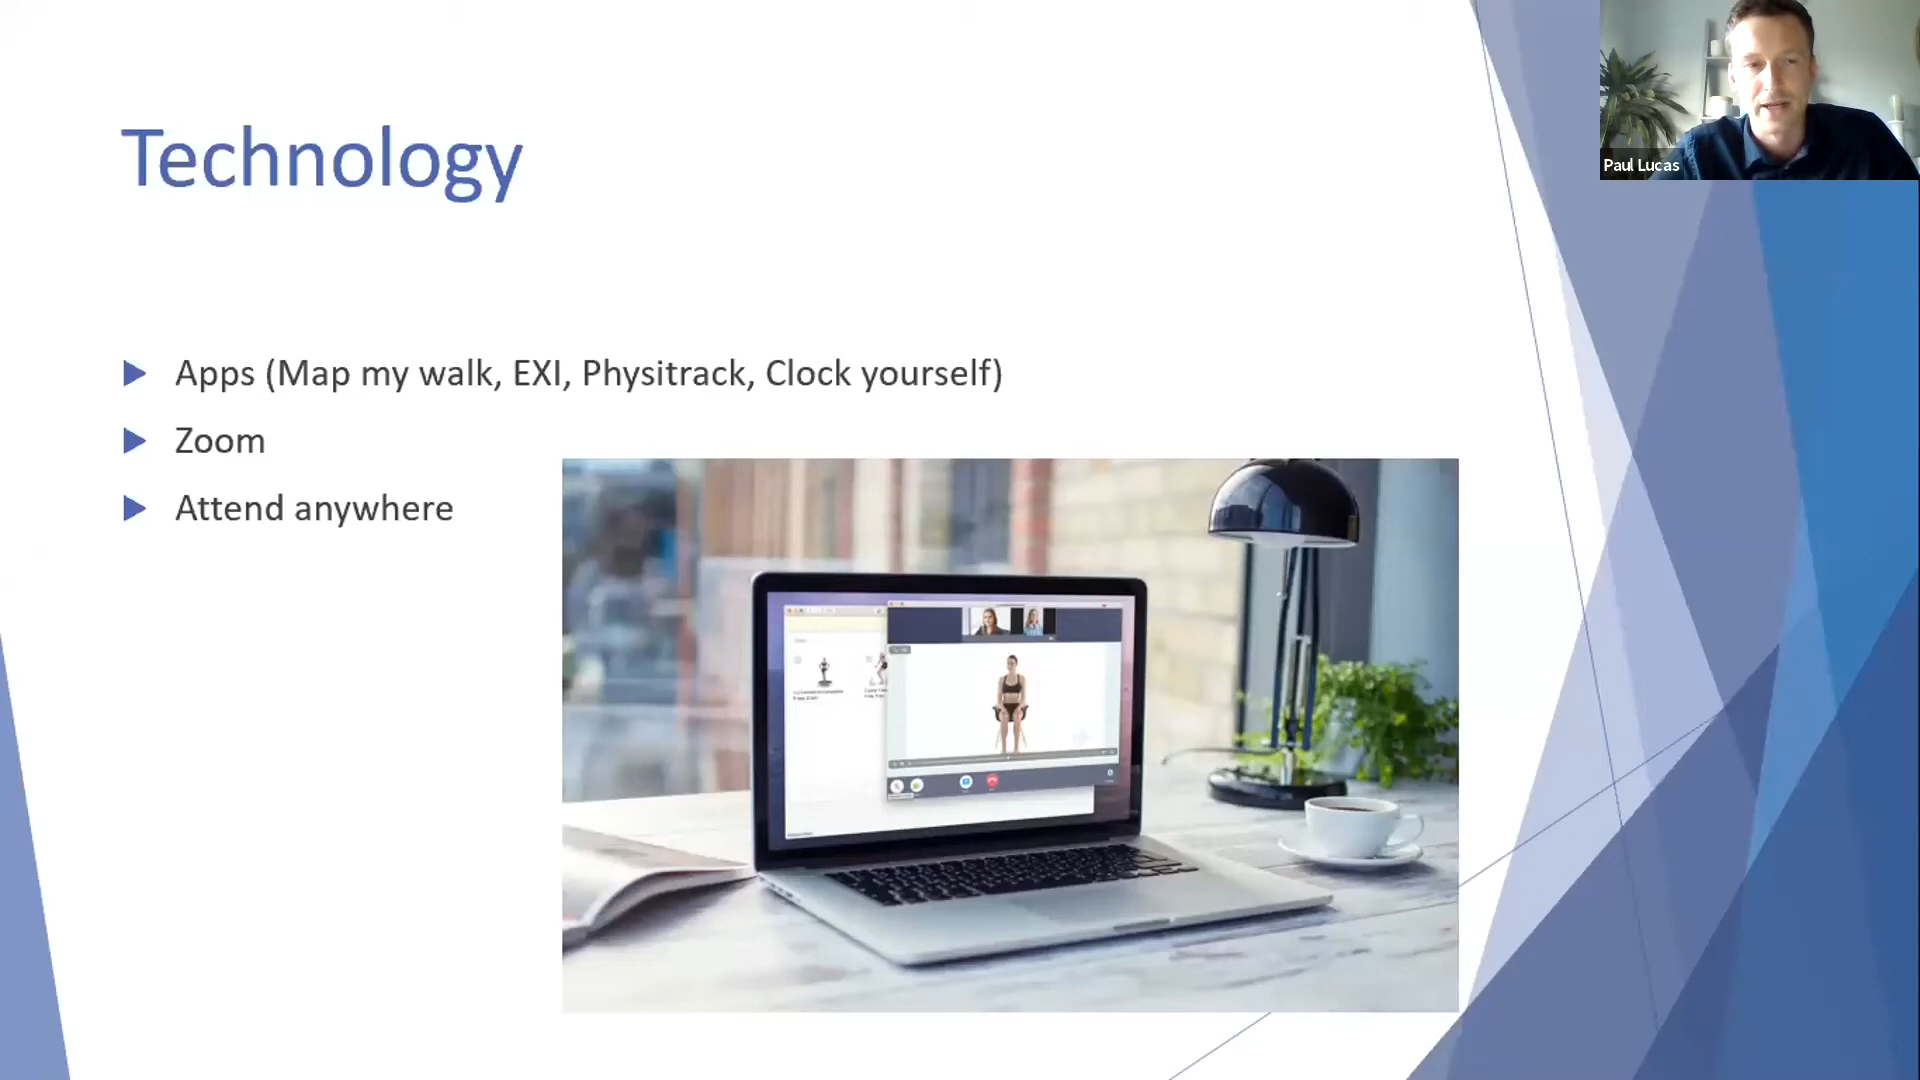 Technology
Paul Lucas
Apps (Map my walk, EXI, Physitrack, Clock yourself)
Zoom
Attend anywhere